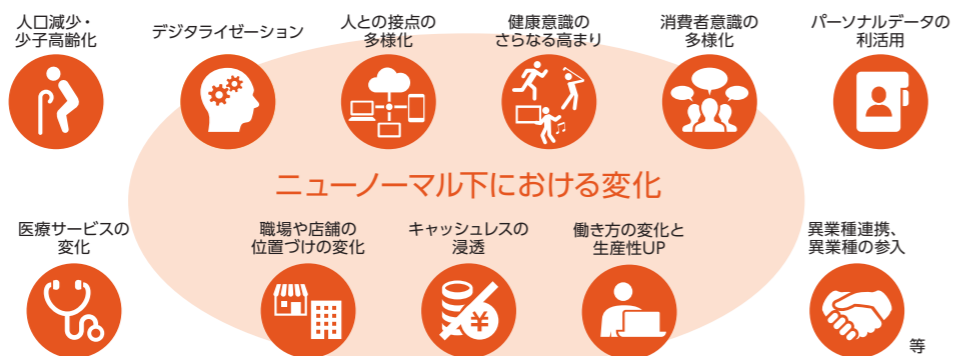 人口減少・
少子高齢化
デジタライゼーション
人との接点の
多様化
健康意識の
さらなる高まり
消費者意識の
多様化
パーソナルデータの
利活用
ニューノーマル下における変化
医療サービスの
変化
職場や店舗の
位置づけの変化
キャッシュレスの
浸透
¥
働き方の変化と
生産性UP
異業種連携、
異業種の参入
等